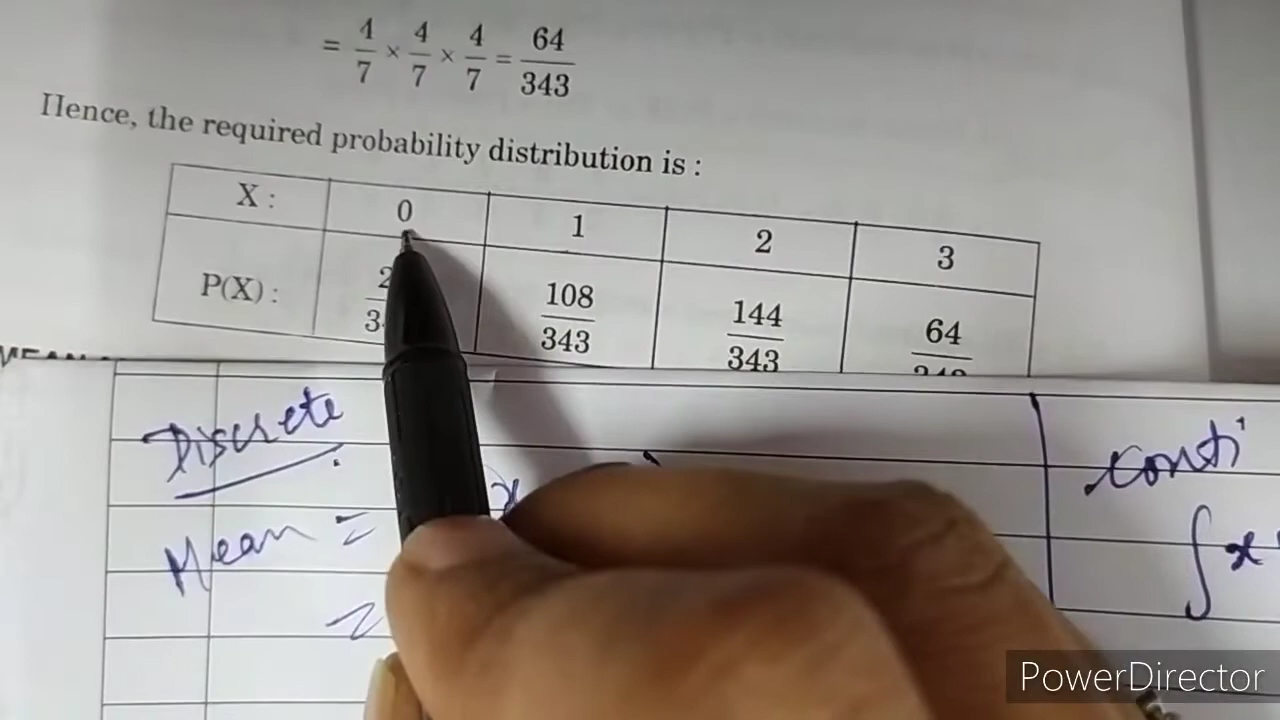 = 4/7 × 4/7 × 4/7 = 64/343
Hence, the required probability distribution is :
X : 0 1 2 3
P(X) : 108/343 144/343 64
Discrete
conti
Mean = x
∫ x
=
PowerDirector